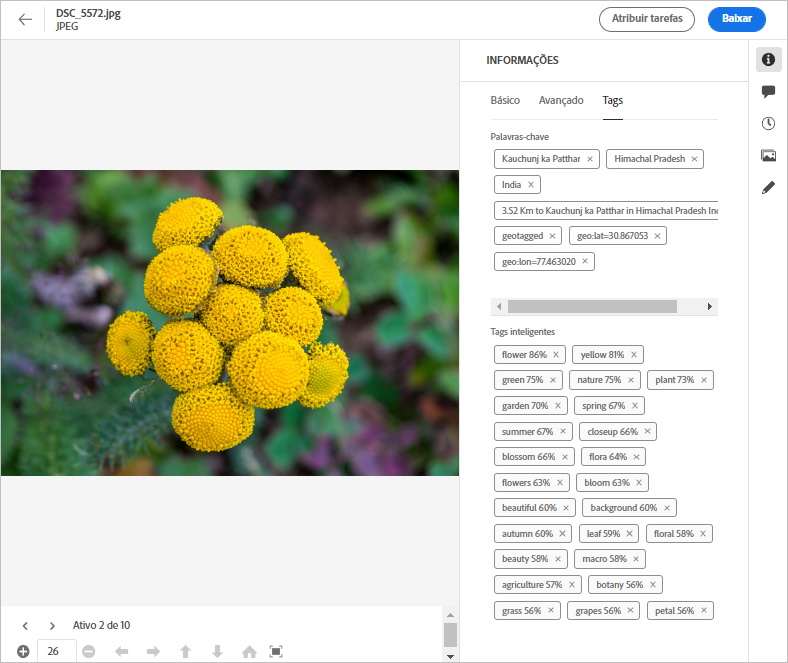 DSC_5572.jpg
JPEG
Atribuir tarefas
Baixar
INFORMAÇÕES
Básico Avançado Tags
Palavras-chave
Kauchunj ka Patthar × Himachal Pradesh ×
India ×
3.52 Km to Kauchunj ka Patthar in Himachal Pradesh
geotagged × geo:lat=30.867053 ×
geo:lon=77.463020 ×
Tags inteligentes
flower 86% × yellow 81% ×
green 75% × nature 75% × plant 73% ×
garden 70% × spring 67% ×
summer 67% × closeup 66% ×
blossom 66% × flora 64% ×
flowers 63% × bloom 63% ×
beautiful 60% × background 60% ×
autumn 60% × leaf 59% × floral 58% ×
beauty 58% × macro 58% ×
agriculture 57% × botany 56% ×
grass 56% × grapes 56% × petal 56% ×
Ativo 2 de 10
26